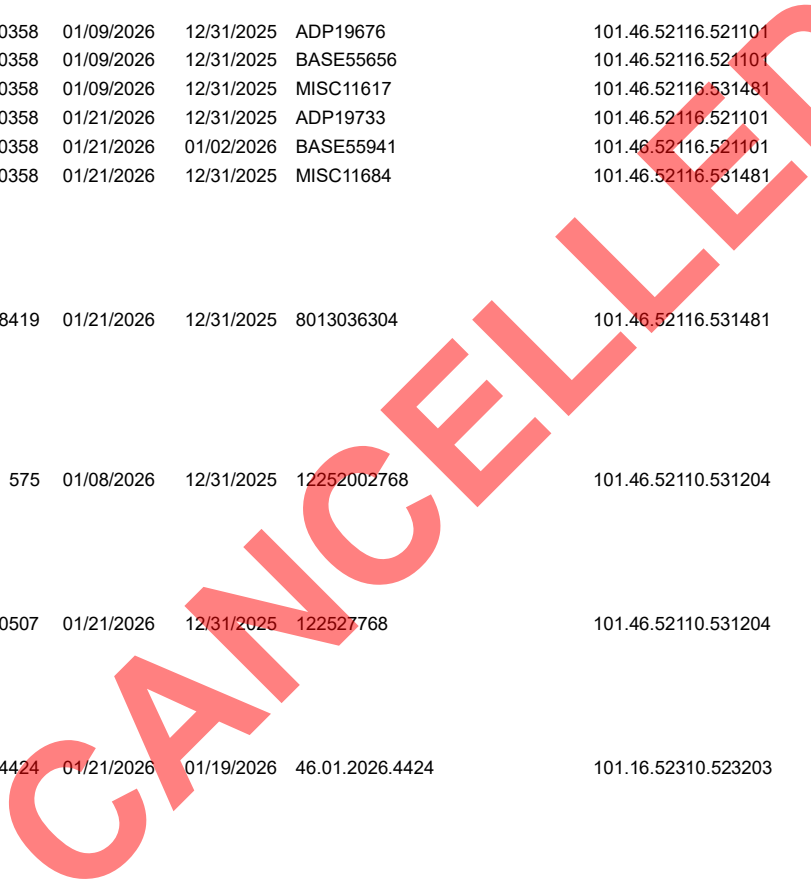 0358 01/09/2026 12/31/2025 ADP19676 101.46.52116.521101
0358 01/09/2026 12/31/2025 BASE55656 101.46.52116.521101
0358 01/09/2026 12/31/2025 MISC11617 101.46.52116.531481
0358 01/21/2026 12/31/2025 ADP19733 101.46.52116.521101
0358 01/21/2026 01/02/2026 BASE55941 101.46.52116.521101
0358 01/21/2026 12/31/2025 MISC11684 101.46.52116.531481
8419 01/21/2026 12/31/2025 8013036304 101.46.52116.531481
575 01/08/2026 12/31/2025 12252002768 101.46.52110.531204
0507 01/21/2026 12/31/2025 122527768 101.46.52110.531204
4424 01/21/2026 01/19/2026 46.01.2026.4424 101.16.52310.523203
CANCELLED